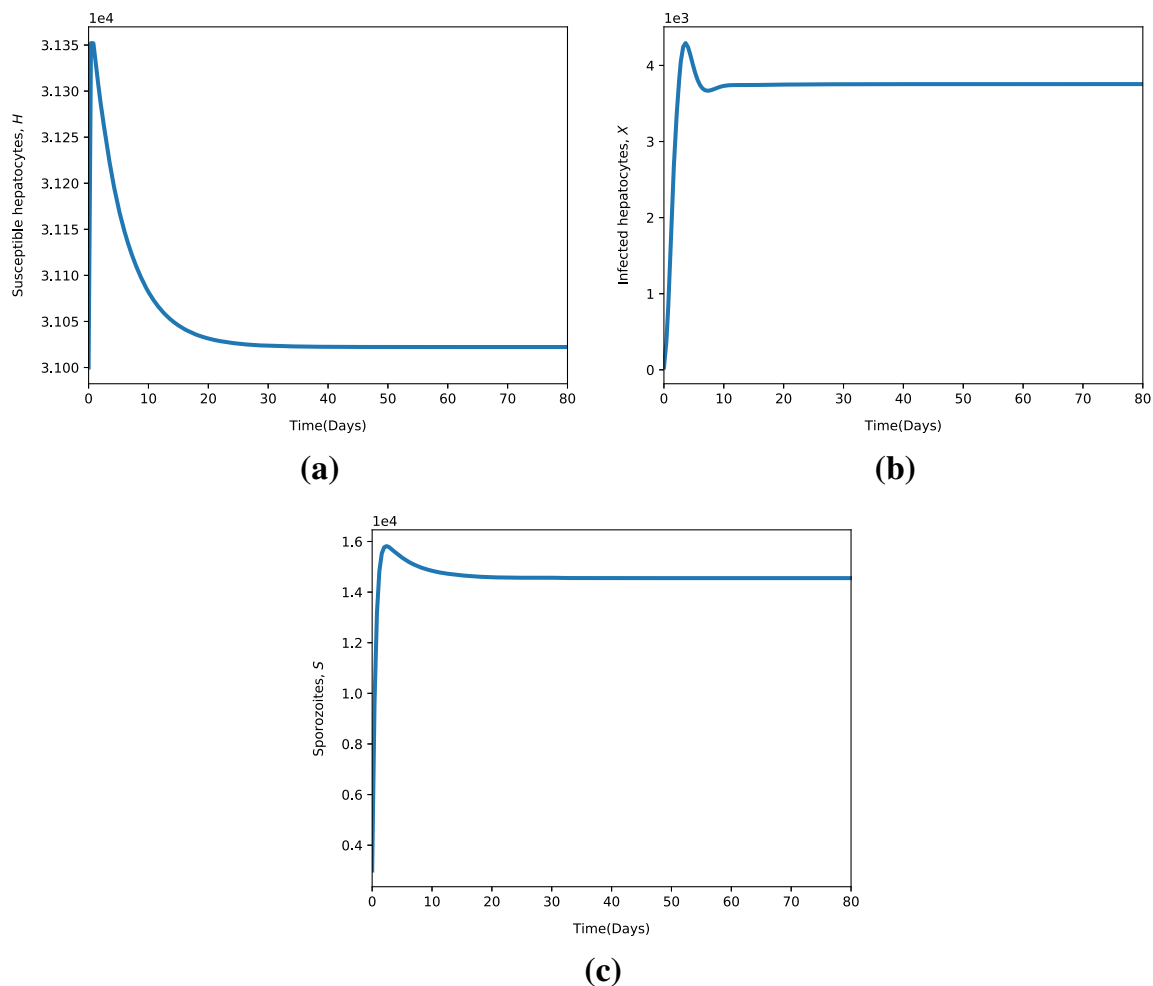 1e4
3.135
3.130
3.125
3.120
3.115
3.110
3.105
3.100
Susceptible hepatocytes, H
0 10 20 30 40 50 60 70 80
Time(Days)
(a)
1e3
4
3
2
1
0
Infected hepatocytes, X
0 10 20 30 40 50 60 70 80
Time(Days)
(b)
1e4
1.6
1.4
1.2
1.0
0.8
0.6
0.4
Sporozoites, S
0 10 20 30 40 50 60 70 80
Time(Days)
(c)